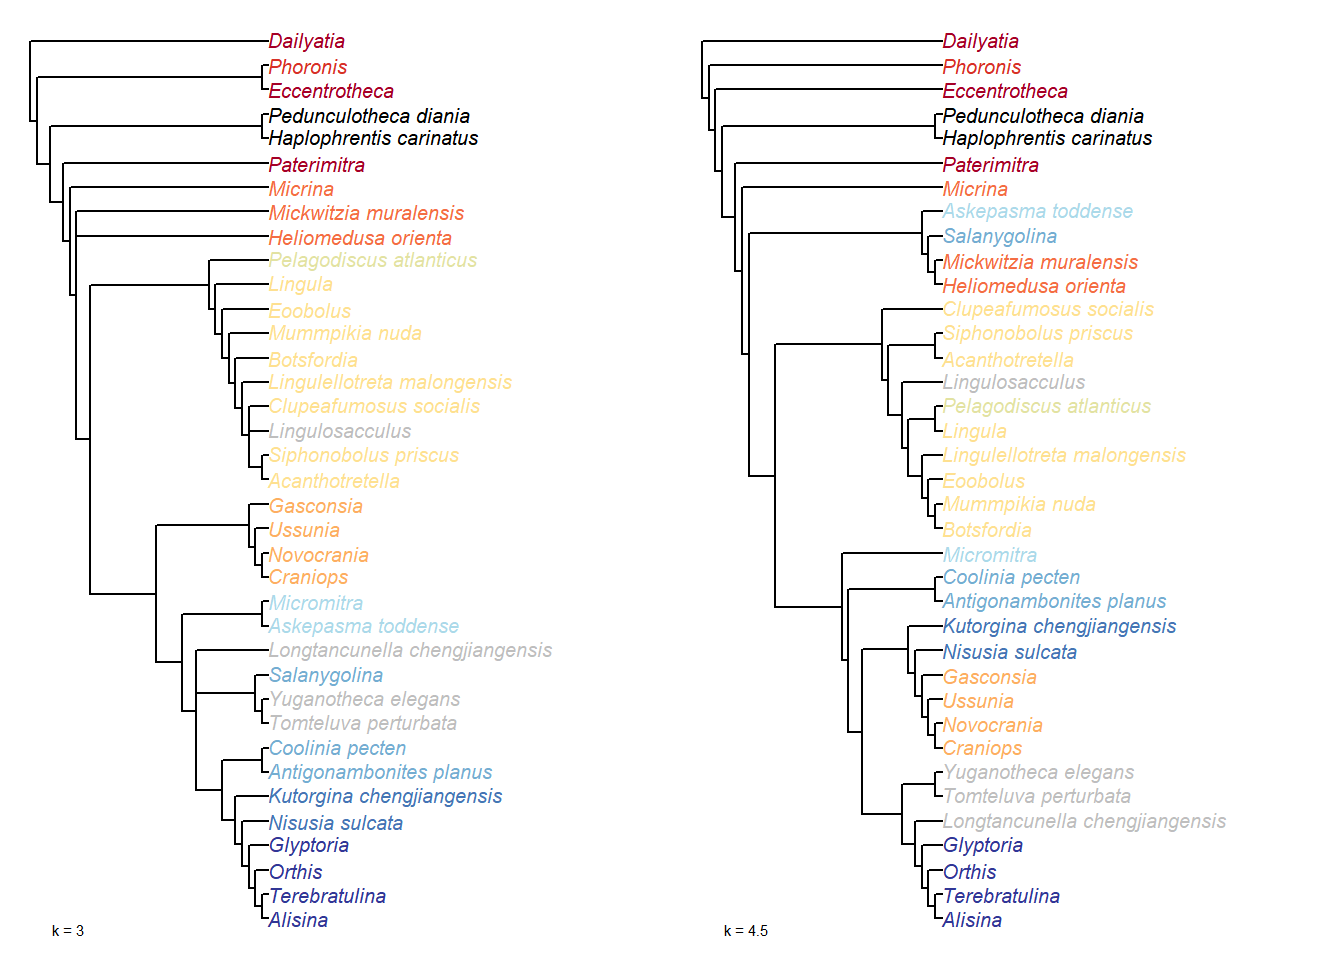 Dailyatia
Phoronis
Eccentrotheca
Pedunculotheca diania
Haplophrentis carinatus
Paterimitra
Micrina
Mickwitzia muralensis
Heliomedusa orienta
Pelagodiscus atlanticus
Lingula
Eoobolus
Mummpikia nuda
Botsfordia
Lingulellotreta malongensis
Clupeafumosus socialis
Lingulosacculus
Siphonobolus priscus
Acanthotretella
Gasconsia
Ussunia
Novocrania
Craniops
Micromitra
Askepasma toddense
Longtancunella chengjiangensis
Salanygolina
Yuganotheca elegans
Tomteluva perturbata
Coolinia pecten
Antigonambonites planus
Kutorgina chengjiangensis
Nisusia sulcata
Glyptoria
Orthis
Terebratulina
Alisina
k = 3
Dailyatia
Phoronis
Eccentrotheca
Pedunculotheca diania
Haplophrentis carinatus
Paterimitra
Micrina
Askepasma toddense
Salanygolina
Mickwitzia muralensis
Heliomedusa orienta
Clupeafumosus socialis
Siphonobolus priscus
Acanthotretella
Lingulosacculus
Pelagodiscus atlanticus
Lingula
Lingulellotreta malongensis
Eoobolus
Mummpikia nuda
Botsfordia
Micromitra
Coolinia pecten
Antigonambonites planus
Kutorgina chengjiangensis
Nisusia sulcata
Gasconsia
Ussunia
Novocrania
Craniops
Yuganotheca elegans
Tomteluva perturbata
Longtancunella chengjiangensis
Glyptoria
Orthis
Terebratulina
Alisina
k = 4.5